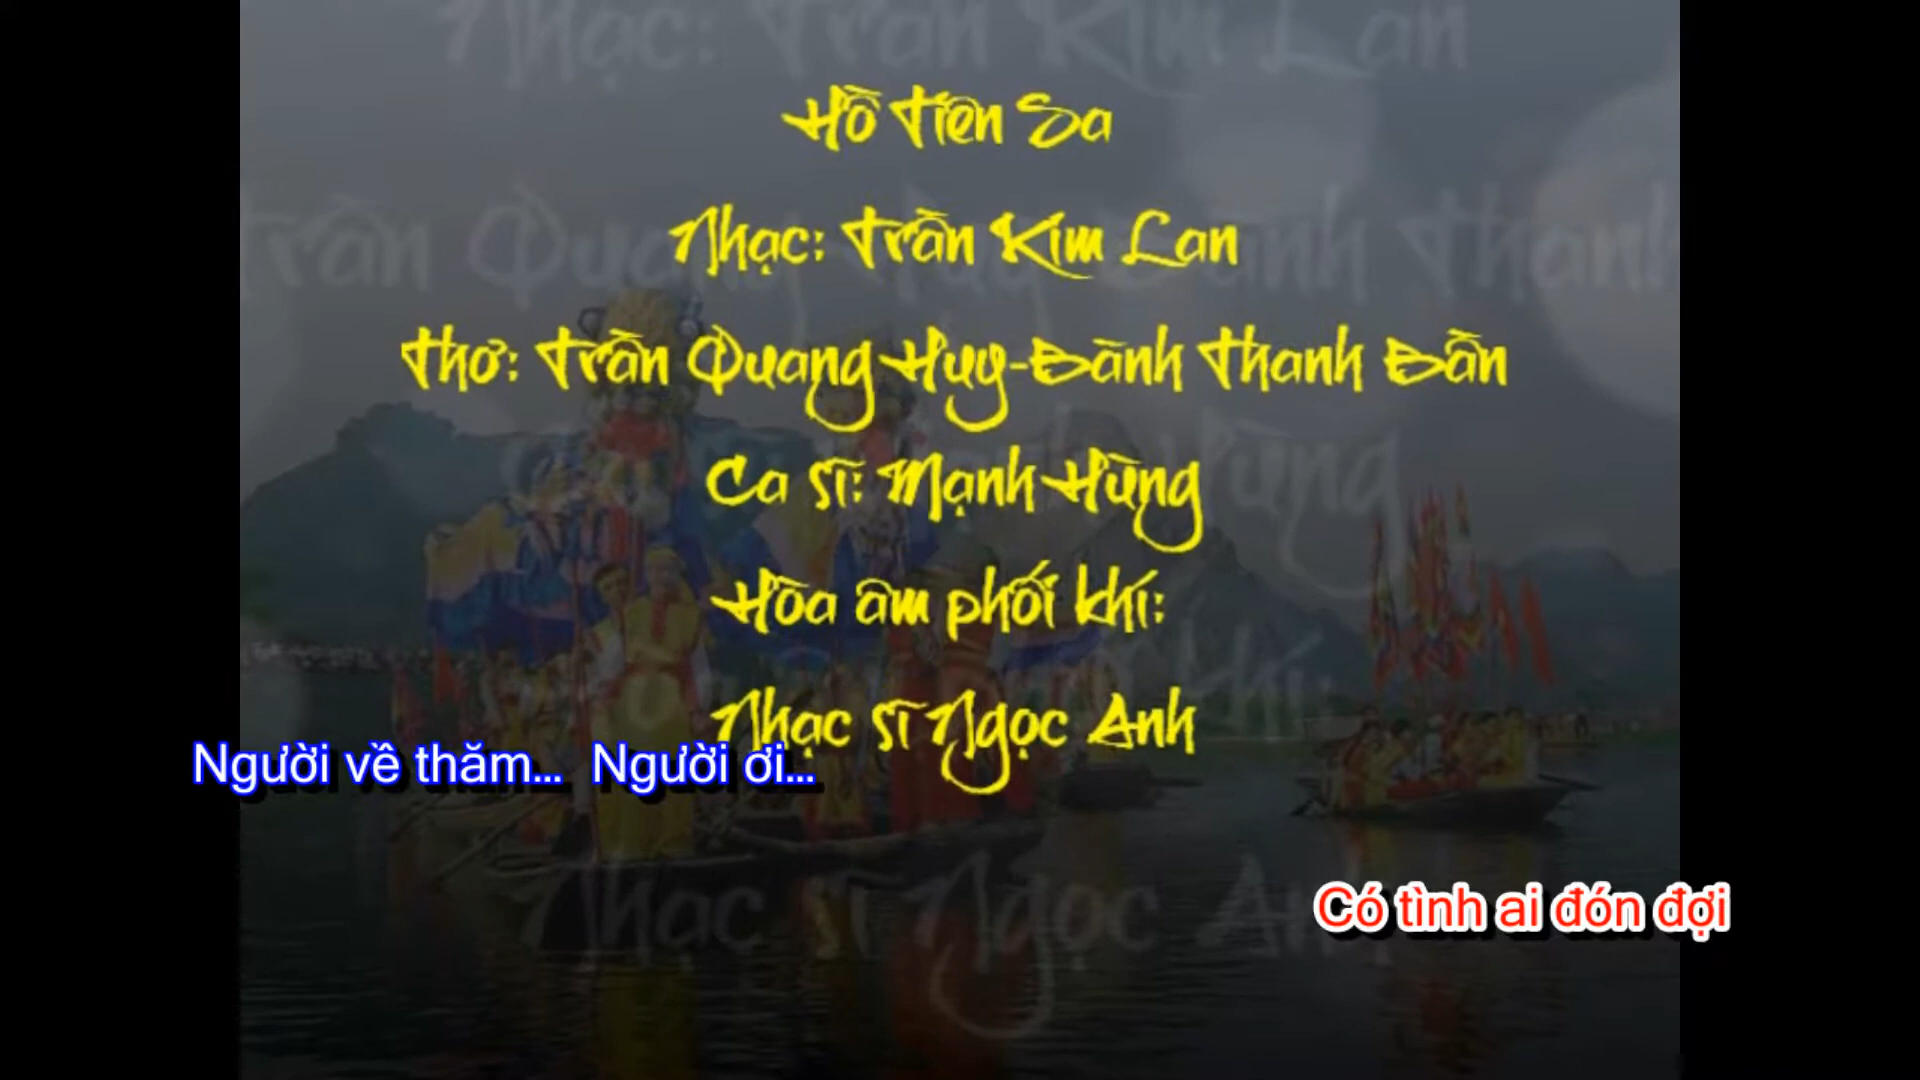 Hồ Tiên Sa
Nhạc: Trần Kim Lan
Thơ: Trần Quang Huy-Bành Thanh Bần
Ca sĩ: Mạnh Hùng
Hòa âm phối khí:
Nhạc sĩ Ngọc Anh
Người về thăm... Người ơi...
Có tình ai đón đợi